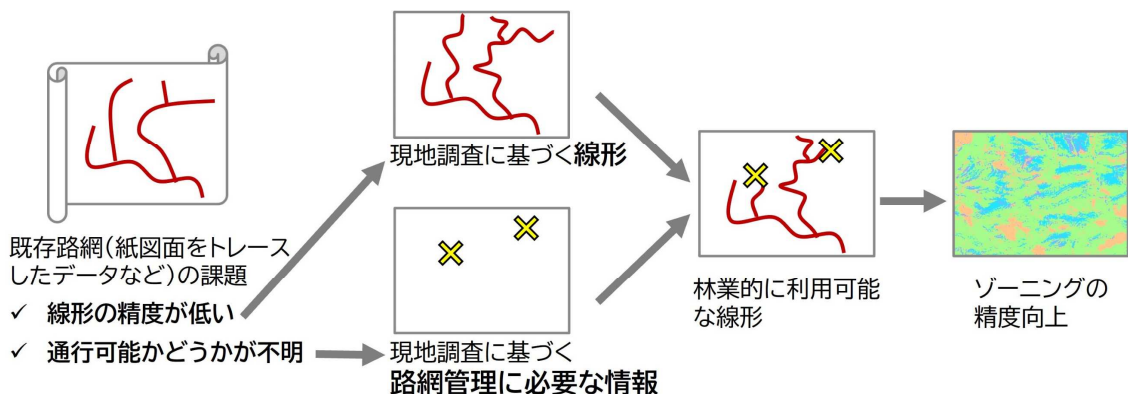 既存路網(紙図面をトレース
したデータなど)の課題
✓ 線形の精度が低い
✓ 通行可能かどうかが不明
現地調査に基づく線形
現地調査に基づく
路網管理に必要な情報
林業的に利用可能
な線形
ゾーニングの
精度向上